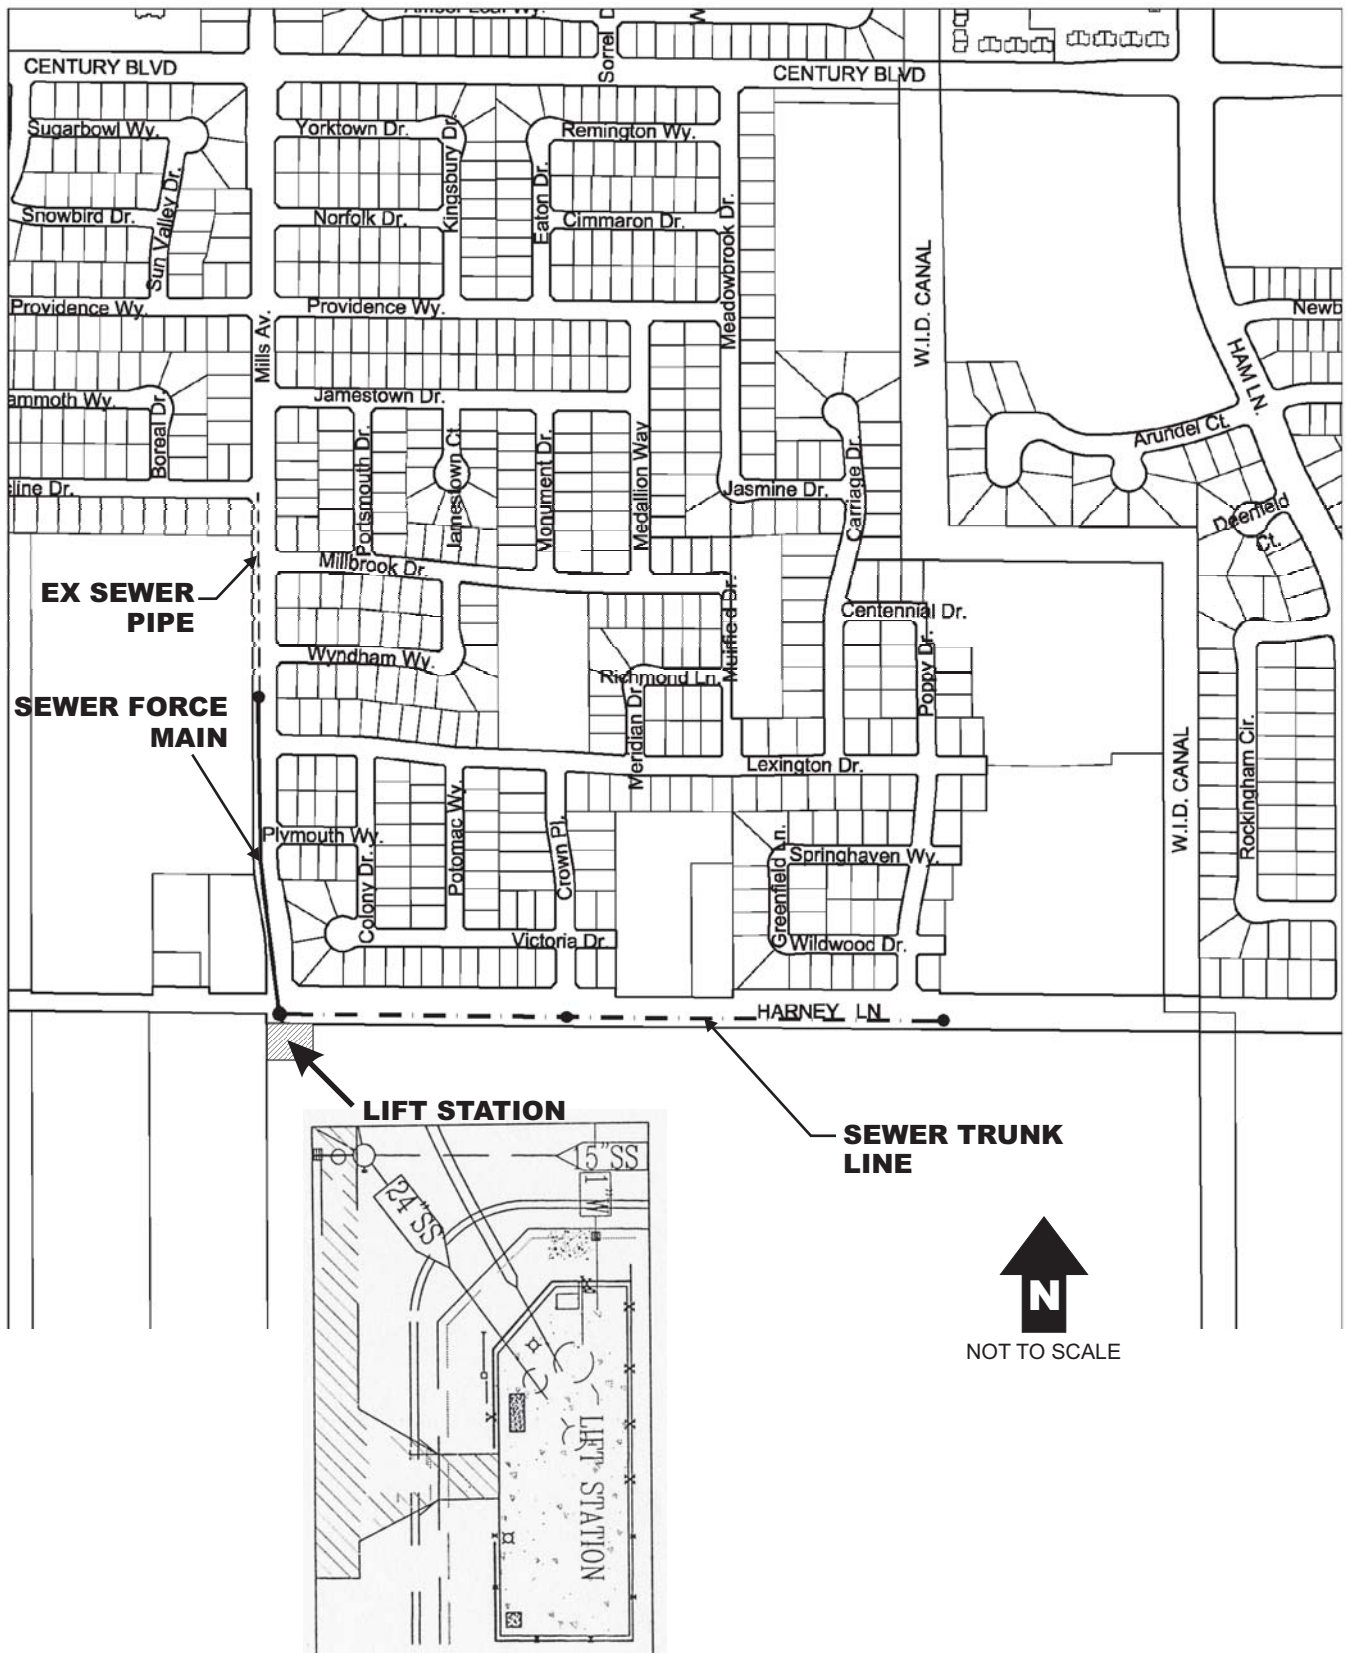 Amber Leaf Wy.
Sorrel D
W
CENTURY BLVD
CENTURY BLVD
Sugarbowl Wy.
Yorktown Dr.
Kingsbury Dr.
Remington Wy.
Sun Valley Dr.
Eaton Dr.
Snowbird Dr.
Norfolk Dr.
Cimmaron Dr.
Meadowbrook Dr.
W.I.D. CANAL
Providence Wy.
Mills Av.
Providence Wy.
Newb
HAM LN.
ammoth Wy.
Boreal Dr.
Jamestown Dr.
Portsmouth Dr.
Jamestown Ct.
Monument Dr.
Medallion Way
Carriage Dr.
Arundel Ct.
line Dr.
Jasmine Dr.
Deerfield
Ct.
Millbrook Dr.
EX SEWER
PIPE
Muirfield Dr.
Centennial Dr.
Poppy Dr.
Wyndham Wy.
Richmond Ln.
Meridian Dr.
SEWER FORCE
MAIN
Lexington Dr.
W.I.D. CANAL
Rockingham Cir.
Plymouth Wy.
Colony Dr.
Potomac Wy.
Crown Pl.
Greenfield Ln.
Springhaven Wy.
Victoria Dr.
Wildwood Dr.
HARNEY LN
LIFT STATION
SEWER TRUNK
LINE
15"SS
1"W
24"SS
LIFT STATION
N
NOT TO SCALE